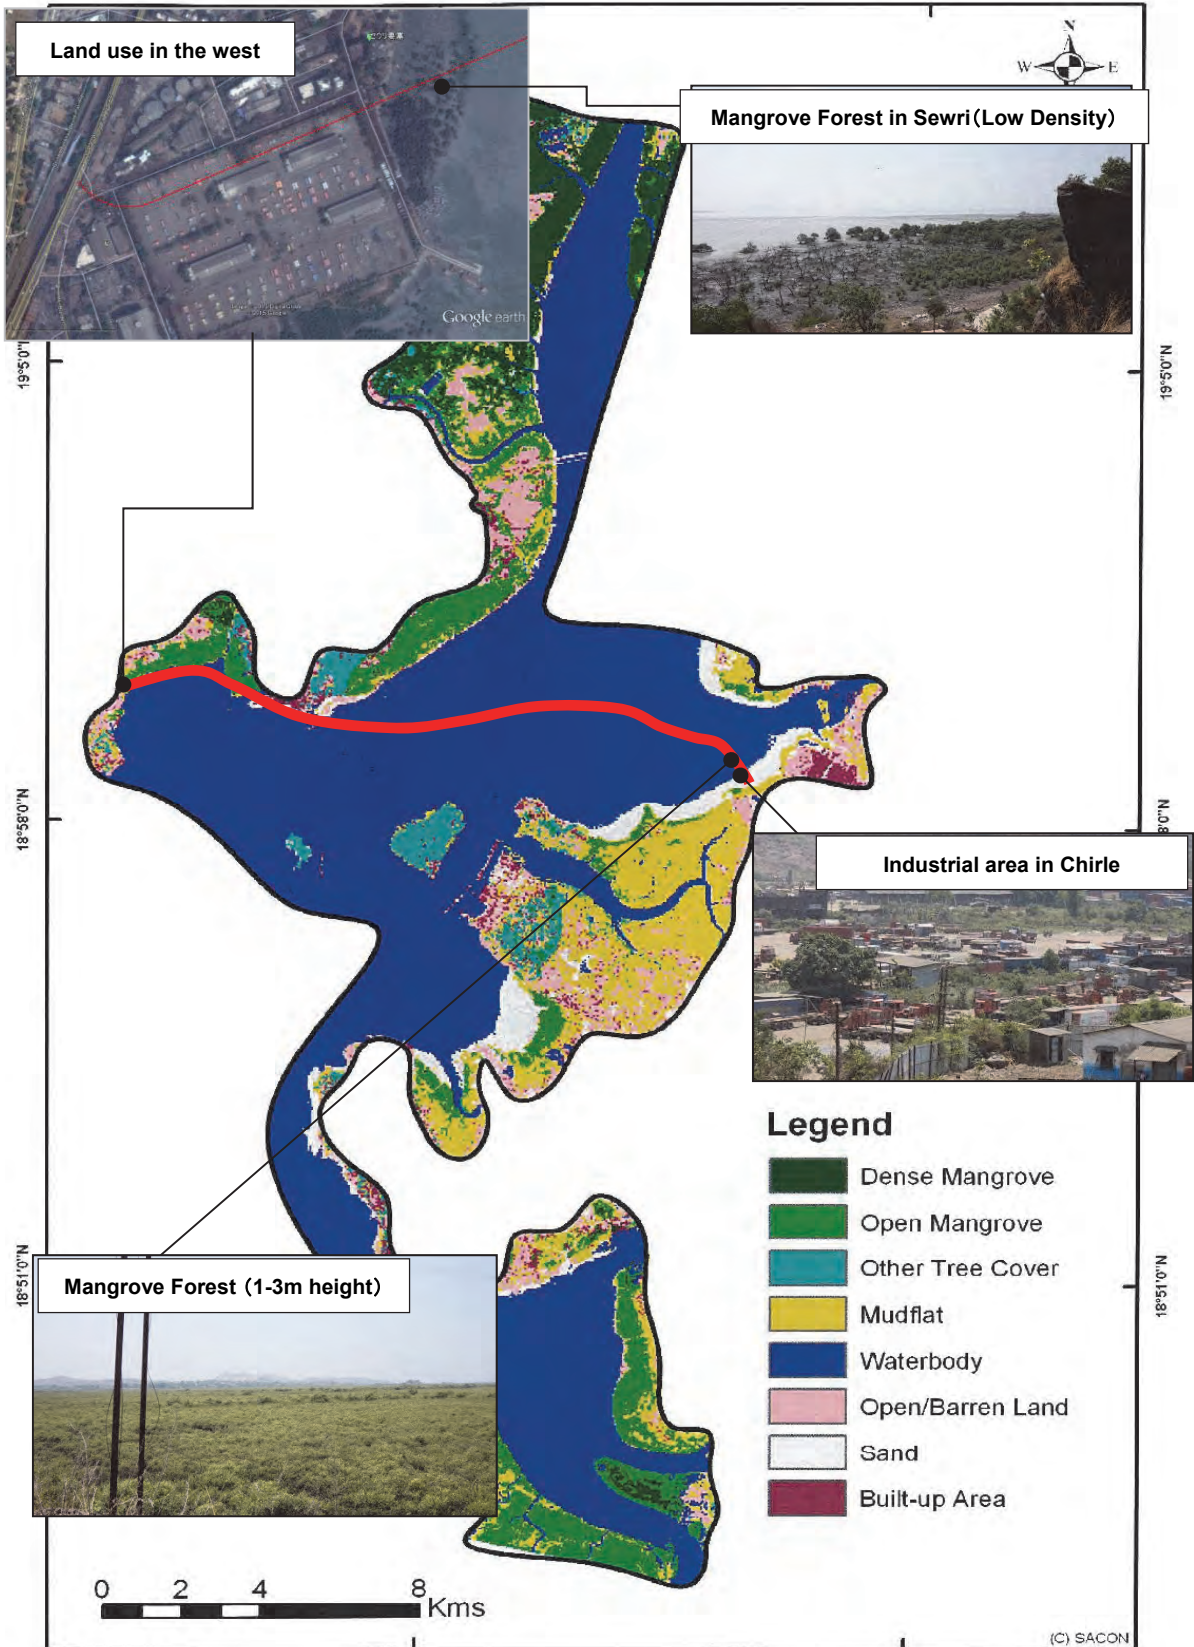 Land use in the west
N
W
E
Mangrove Forest in Sewri(Low Density)
Google earth
19°5'0"N
19°5'0"N
18°58'0"N
8'0"N
Industrial area in Chirle
Legend
Dense Mangrove
Open Mangrove
Other Tree Cover
Mudflat
Waterbody
Open/Barren Land
Sand
Built-up Area
18°51'0"N
18°51'0"N
Mangrove Forest (1-3m height)
0 2 4 8
Kms
(C) SACON